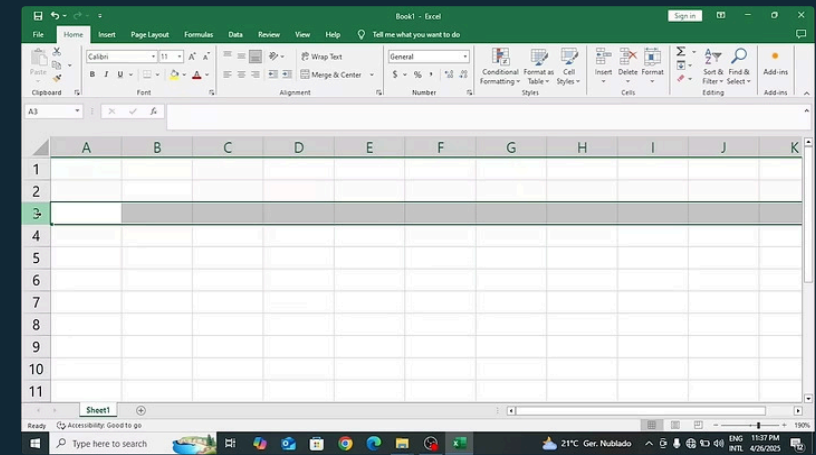 Book1 - Excel
Sign in
File Home Insert Page Layout Formulas Data Review View Help Tell me what you want to do
Paste
Calibri 11
B I U
Wrap Text
Merge & Center
General
$ % ,
Conditional Formatting
Format as Table
Cell Styles
Insert Delete Format
Sort & Filter
Find & Select
Add-ins
Clipboard Font Alignment Number Styles Cells Editing Add-ins
A3 fx
A B C D E F G H I J K
1
2
3
4
5
6
7
8
9
10
11
Sheet1
Ready Accessibility: Good to go 190%
Type here to search 21°C Ger. Nublado ENG 11:37 PM
INTL 4/26/2025